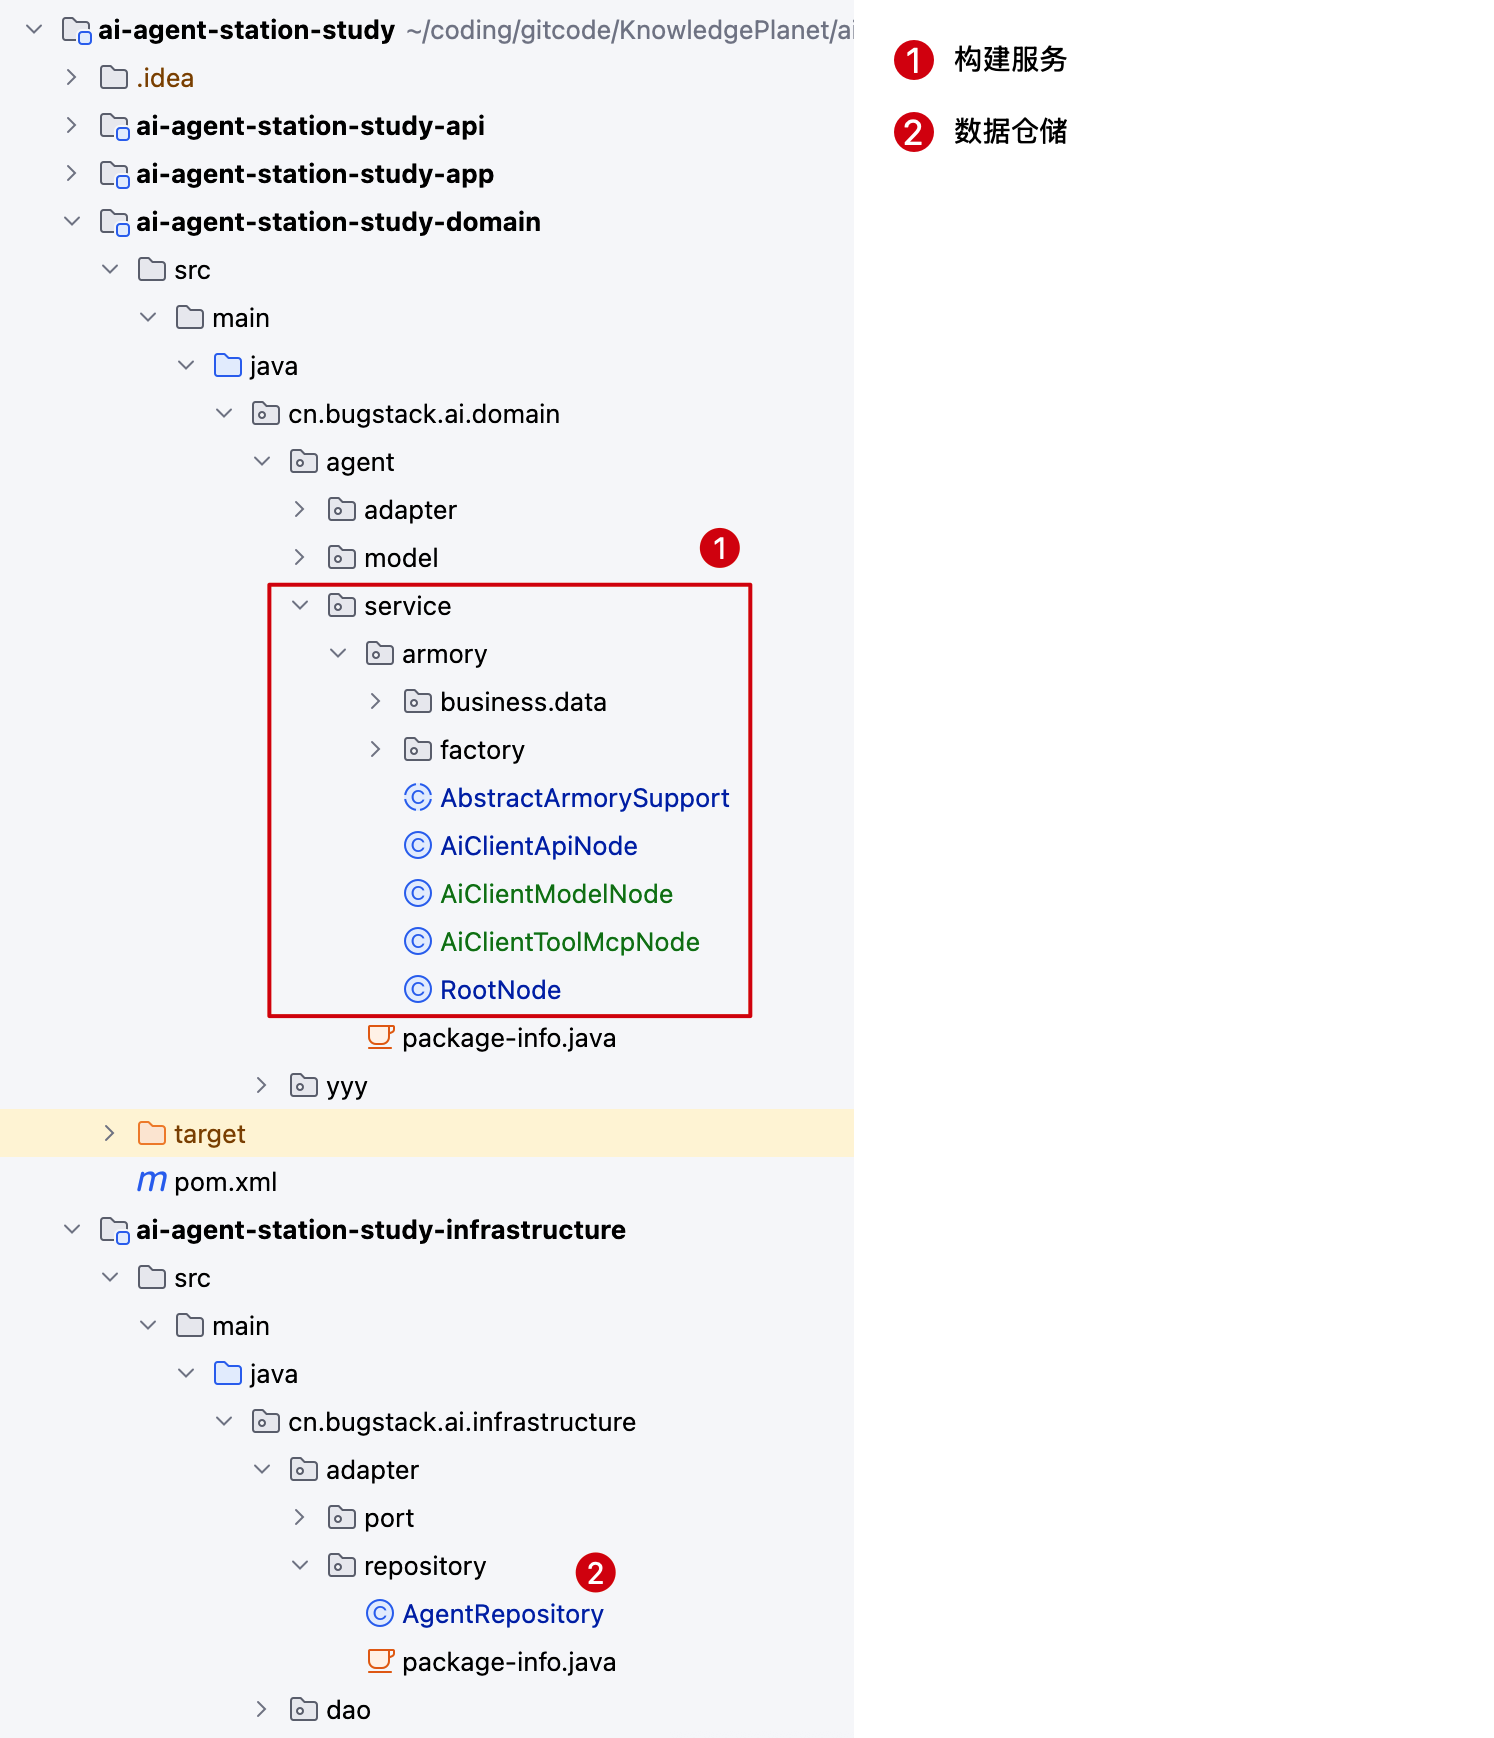 ai-agent-station-study ~/coding/gitcode/KnowledgePlanet/ai
.idea
ai-agent-station-study-api
ai-agent-station-study-app
ai-agent-station-study-domain
src
main
java
cn.bugstack.ai.domain
agent
adapter
model
1
service
armory
business.data
factory
AbstractArmorySupport
AiClientApiNode
AiClientModelNode
AiClientToolMcpNode
RootNode
package-info.java
yyy
target
pom.xml
ai-agent-station-study-infrastructure
src
main
java
cn.bugstack.ai.infrastructure
adapter
port
repository
2
AgentRepository
package-info.java
dao
1 构建服务
2 数据仓储